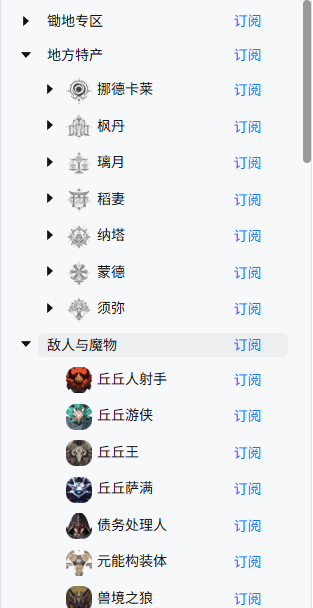 锄地专区 订阅
地方特产 订阅
挪德卡莱 订阅
枫丹 订阅
璃月 订阅
稻妻 订阅
纳塔 订阅
蒙德 订阅
须弥 订阅
敌人与魔物 订阅
丘丘人射手 订阅
丘丘游侠 订阅
丘丘王 订阅
丘丘萨满 订阅
债务处理人 订阅
元能构装体 订阅
兽境之狼 订阅